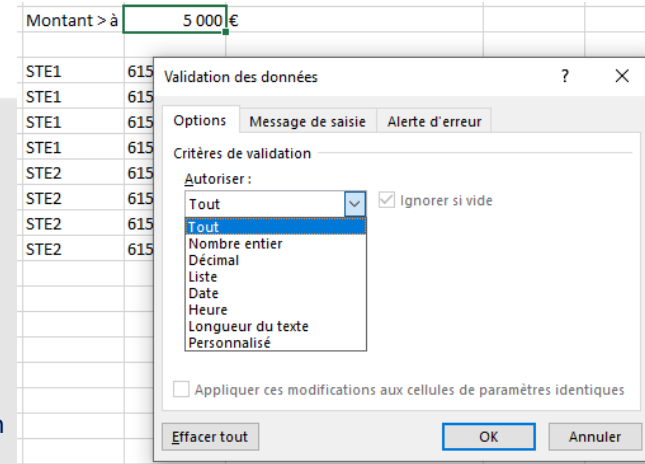 Montant > à 5 000 €
Validation des données ? ×
STE1 615
STE1 615
STE1 615
STE1 615
STE2 615
STE2 615
STE2 615
STE2 615
Options Message de saisie Alerte d'erreur
Critères de validation
Autoriser :
Tout Ignorer si vide
Tout
Nombre entier
Décimal
Liste
Date
Heure
Longueur du texte
Personnalisé
Appliquer ces modifications aux cellules de paramètres identiques
Effacer tout OK Annuler